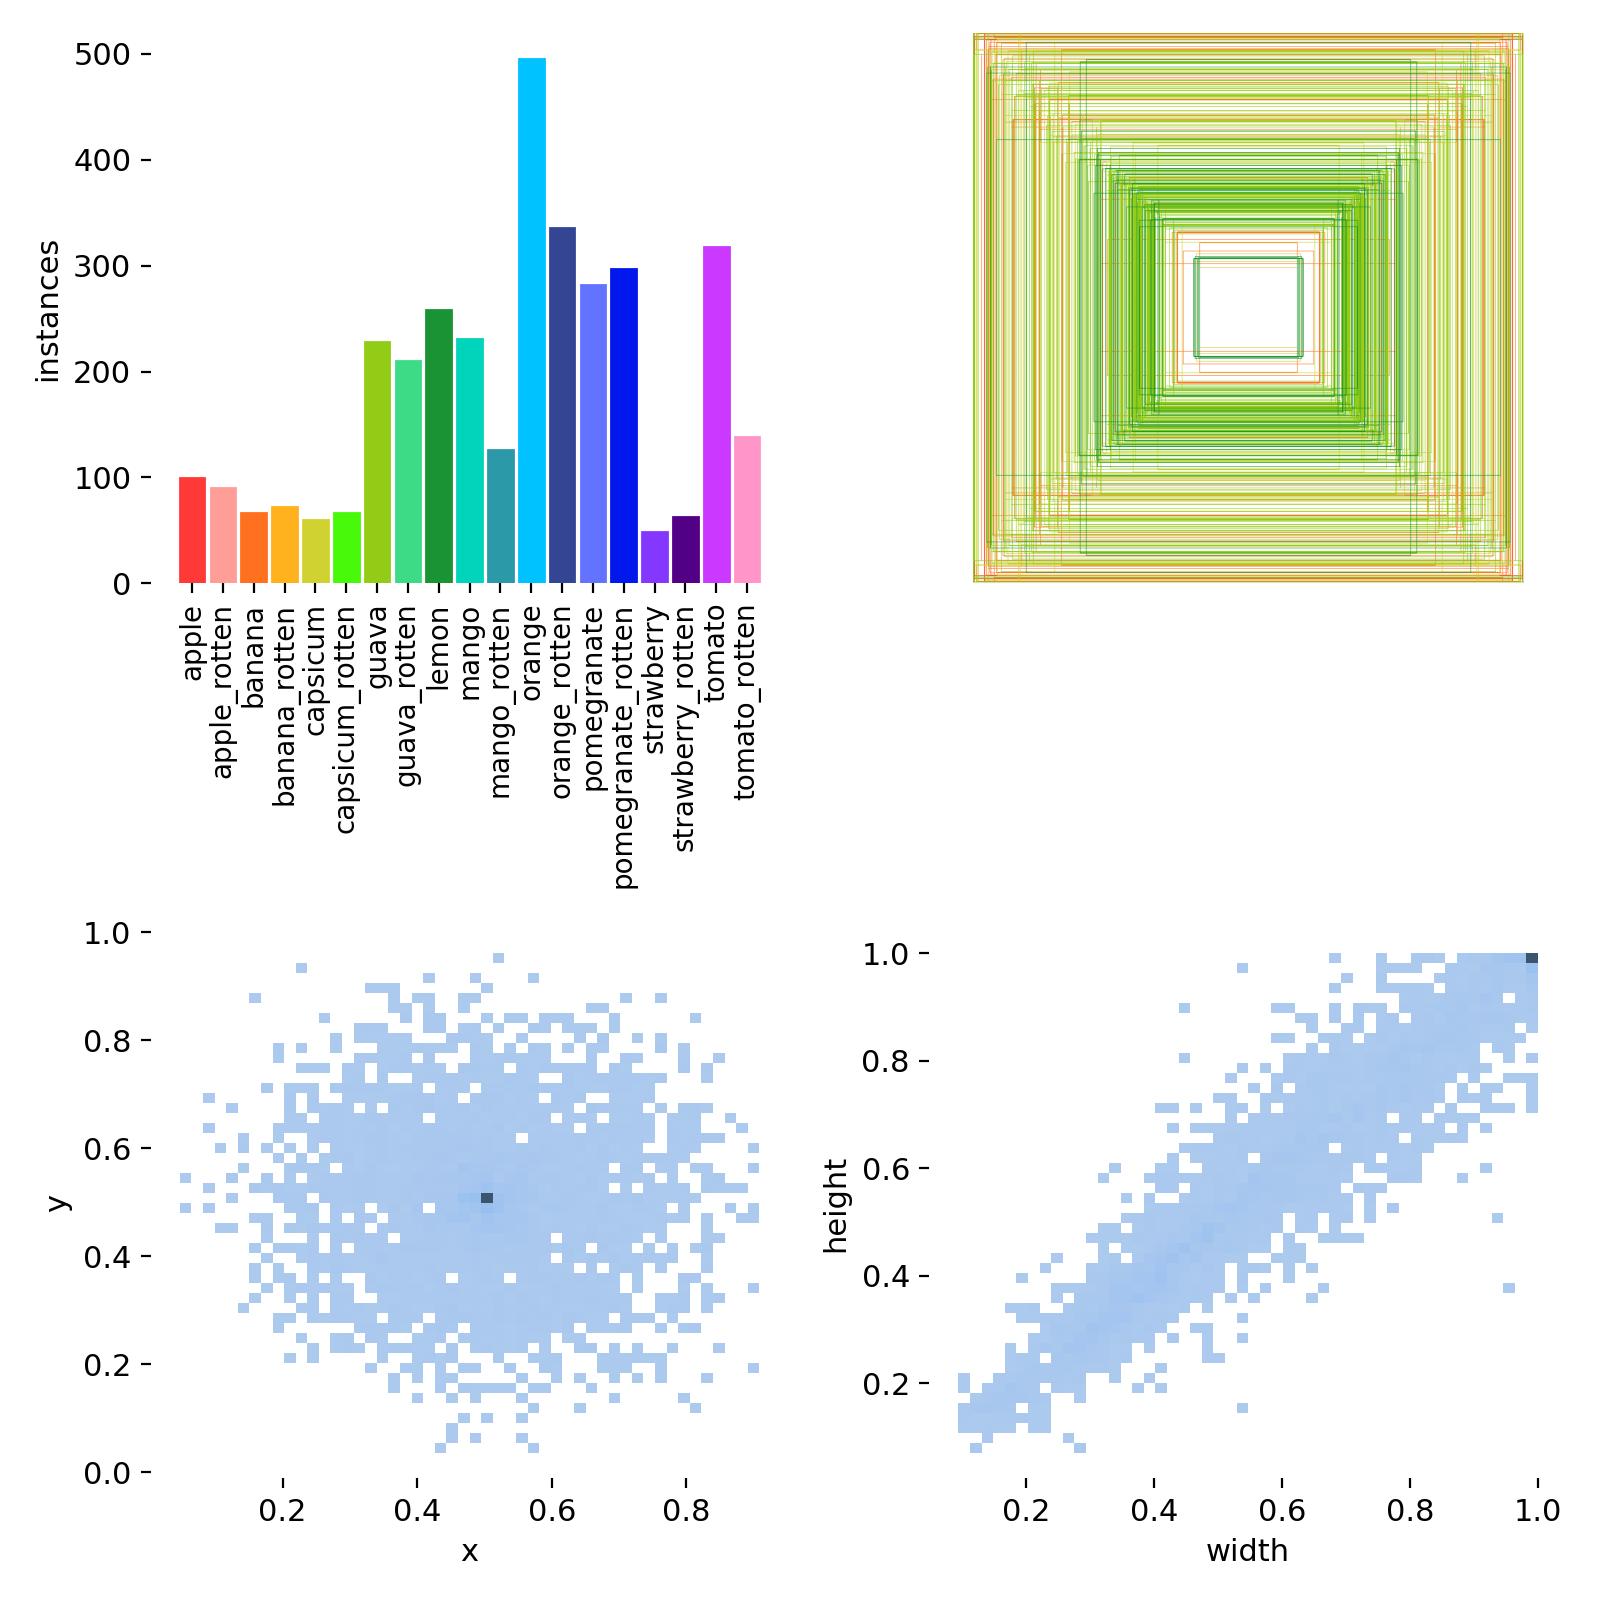 500
400
300
200
100
0
instances
apple
apple_rotten
banana
banana_rotten
capsicum
capsicum_rotten
guava
guava_rotten
lemon
mango
mango_rotten
orange
orange_rotten
pomegranate
pomegranate_rotten
strawberry
strawberry_rotten
tomato
tomato_rotten
1.0
0.8
0.6
0.4
0.2
0.0
y
0.2 0.4 0.6 0.8
x
1.0
0.8
0.6
0.4
0.2
height
0.2 0.4 0.6 0.8 1.0
width